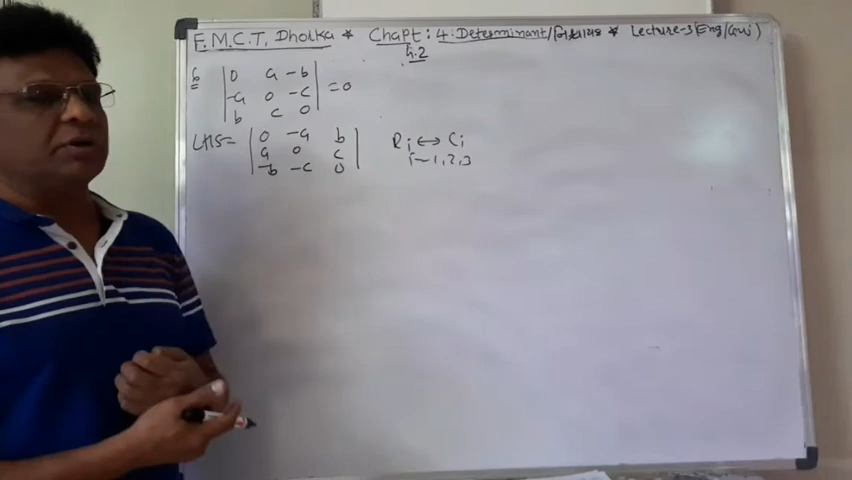 F.M.C.T. Dholka * Chapt : 4 : Determinant/નિશ્ચાયક * Lecture-3(Eng/Guj)
4.2
6 | 0 a -b |
| -a 0 -c | = 0
| b c 0 |
LHS = | 0 -a b | Ri ↔ Ci
| a 0 c | i = 1,2,3
| -b -c 0 |